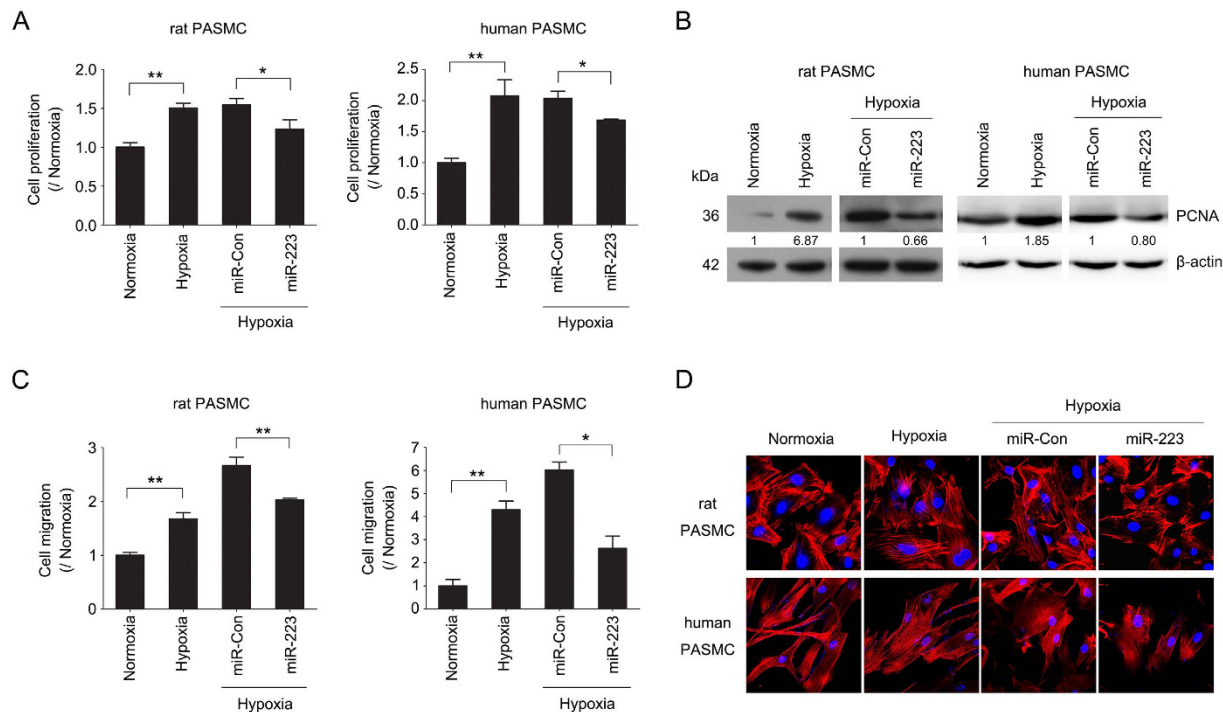 A
rat PASMC
Cell proliferation
(/ Normoxia)
2.0
1.5
1.0
0.5
0.0
**
*
Normoxia
Hypoxia
miR-Con
miR-223
Hypoxia
human PASMC
Cell proliferation
(/ Normoxia)
2.5
2.0
1.5
1.0
0.5
0.0
**
*
Normoxia
Hypoxia
miR-Con
miR-223
Hypoxia
B
rat PASMC
human PASMC
Hypoxia
Hypoxia
kDa
Normoxia
Hypoxia
miR-Con
miR-223
Normoxia
Hypoxia
miR-Con
miR-223
36
PCNA
1 6.87 1 0.66 1 1.85 1 0.80
42
β-actin
C
rat PASMC
Cell migration
(/ Normoxia)
3
2
1
0
**
**
Normoxia
Hypoxia
miR-Con
miR-223
Hypoxia
human PASMC
Cell migration
(/ Normoxia)
7
6
5
4
3
2
1
0
**
*
Normoxia
Hypoxia
miR-Con
miR-223
Hypoxia
D
Hypoxia
Normoxia Hypoxia miR-Con miR-223
rat
PASMC
human
PASMC